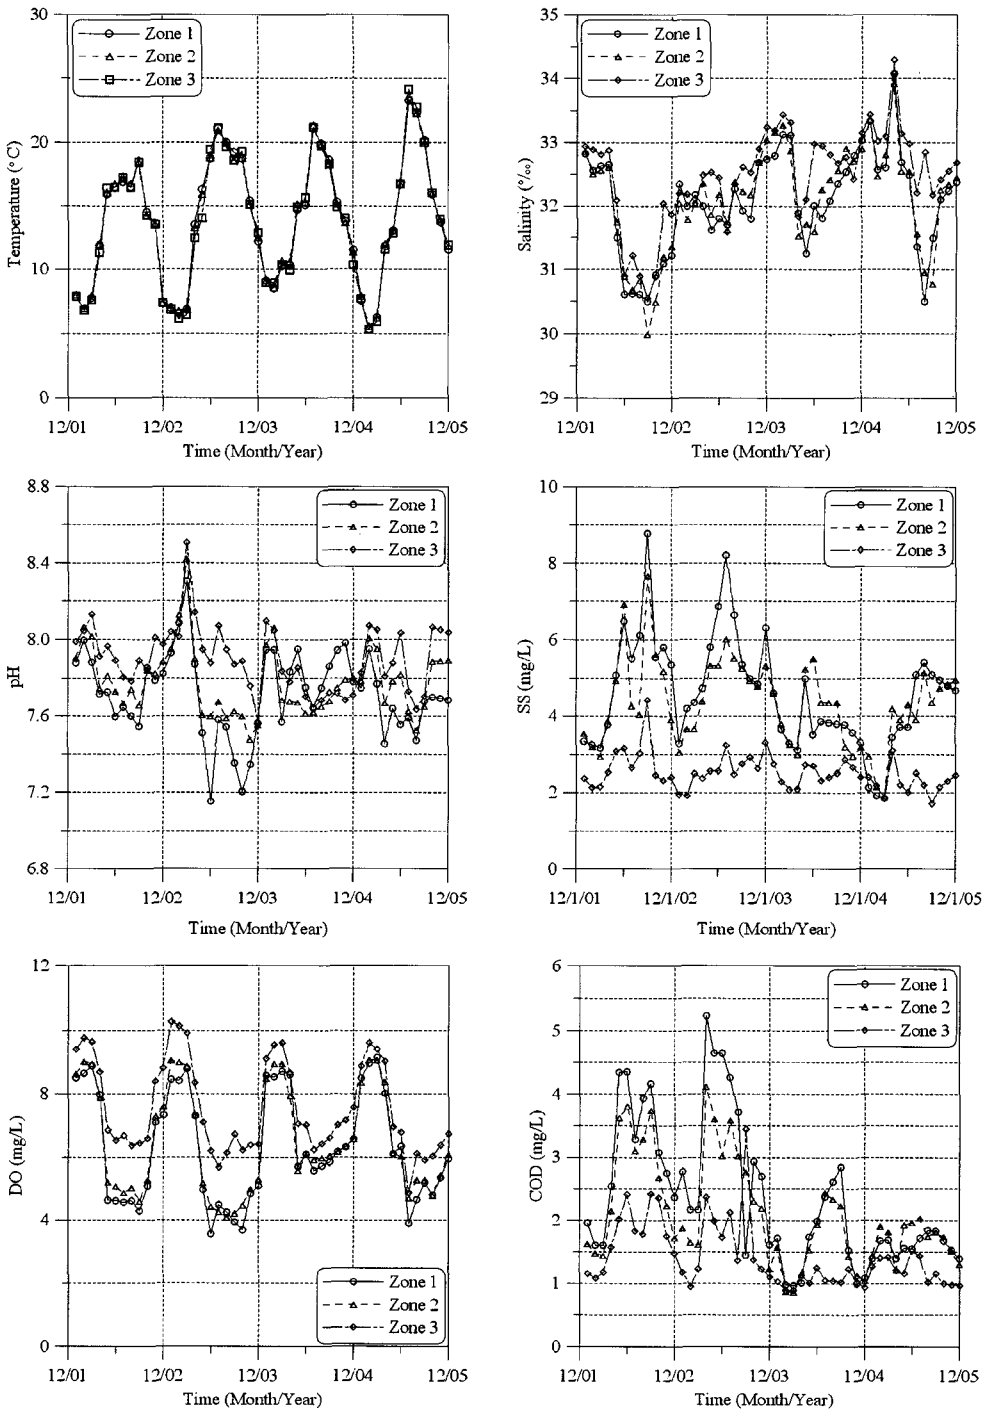 30
20
10
0
Temperature (° C)
Zone 1
Zone 2
Zone 3
12/01 12/02 12/03 12/04 12/05
Time (Month/Year)
35
34
33
32
31
30
29
Salinity (°/₀₀)
Zone 1
Zone 2
Zone 3
12/01 12/02 12/03 12/04 12/05
Time (Month/Year)
8.8
8.4
8.0
7.6
7.2
6.8
pH
Zone 1
Zone 2
Zone 3
12/01 12/02 12/03 12/04 12/05
Time (Month/Year)
10
8
6
4
2
0
SS (mg/L)
Zone 1
Zone 2
Zone 3
12/1/01 12/1/02 12/1/03 12/1/04 12/1/05
Time (Month/Year)
12
8
4
0
DO (mg/L)
Zone 1
Zone 2
Zone 3
12/01 12/02 12/03 12/04 12/05
Time (Month/Year)
6
5
4
3
2
1
0
COD (mg/L)
Zone 1
Zone 2
Zone 3
12/01 12/02 12/03 12/04 12/05
Time (Month/Year)